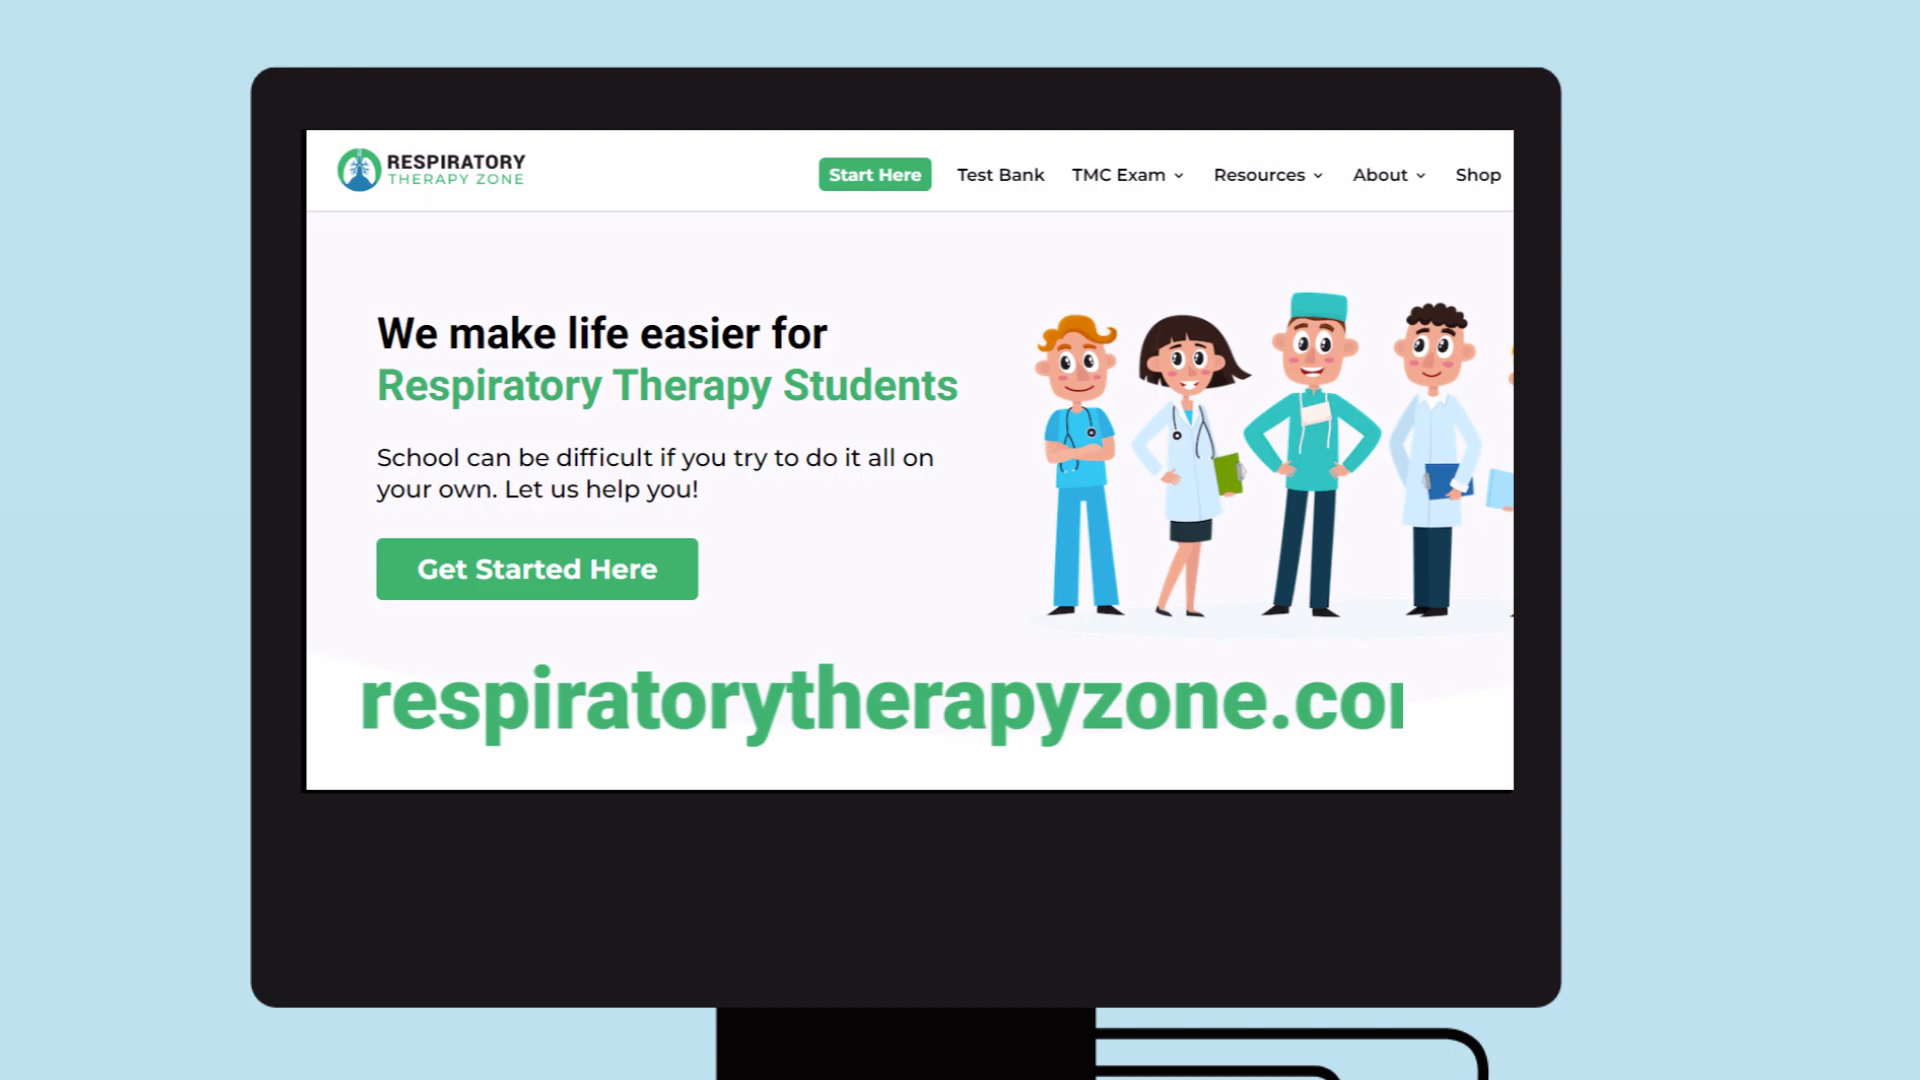 RESPIRATORY
THERAPY ZONE
Start Here Test Bank TMC Exam Resources About Shop
We make life easier for
Respiratory Therapy Students
School can be difficult if you try to do it all on
your own. Let us help you!
Get Started Here
respiratorytherapyzone.co